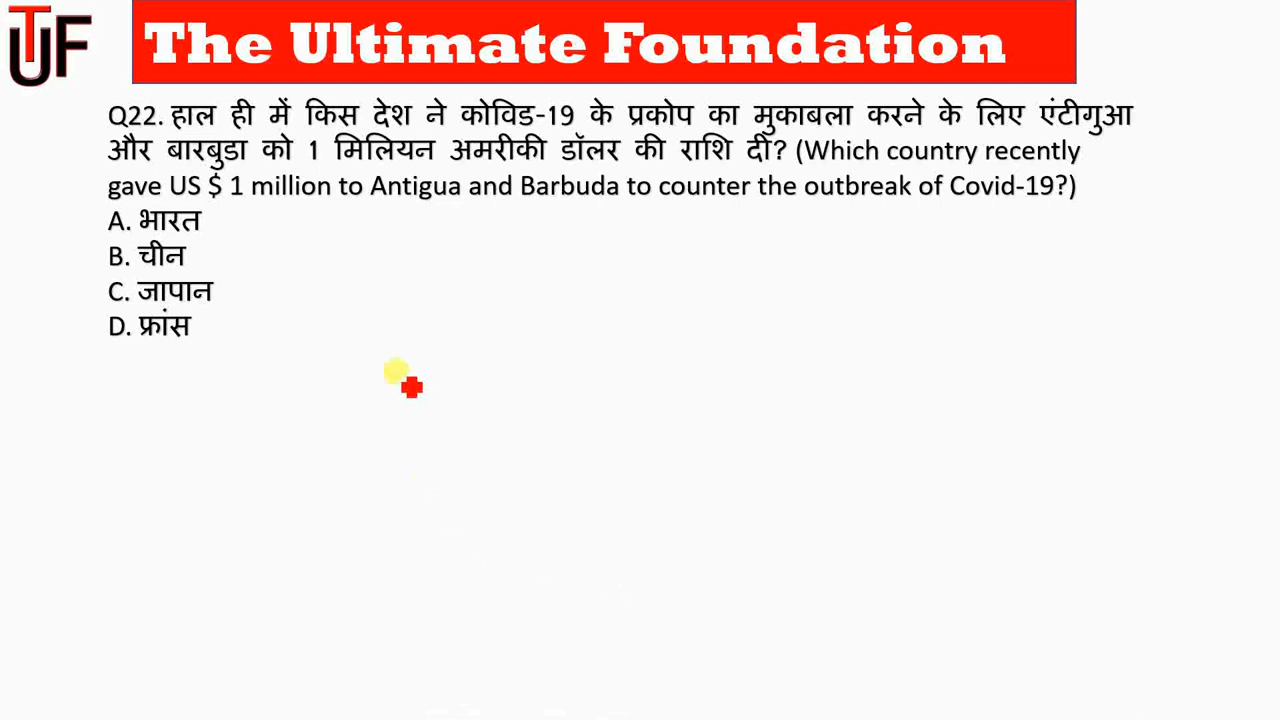 TUF
The Ultimate Foundation
Q22. हाल ही में किस देश ने कोविड-19 के प्रकोप का मुकाबला करने के लिए एंटीगुआ
और बारबुडा को 1 मिलियन अमरीकी डॉलर की राशि दी? (Which country recently
gave US $ 1 million to Antigua and Barbuda to counter the outbreak of Covid-19?)
A. भारत
B. चीन
C. जापान
D. फ्रांस